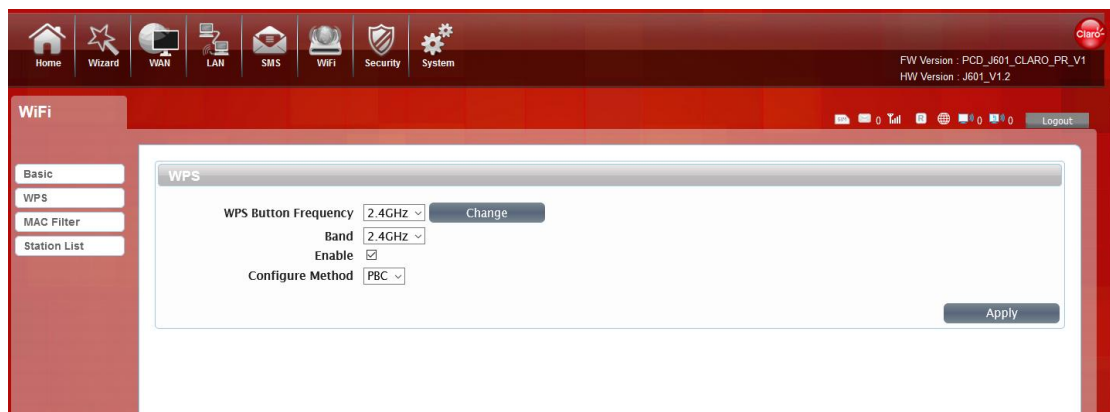 Home Wizard WAN LAN SMS WiFi Security System
Claro-
FW Version : PCD_J601_CLARO_PR_V1
HW Version : J601_V1.2
WiFi
0 R 0 0 Logout
Basic
WPS
MAC Filter
Station List
WPS
WPS Button Frequency 2.4GHz Change
Band 2.4GHz
Enable
Configure Method PBC
Apply